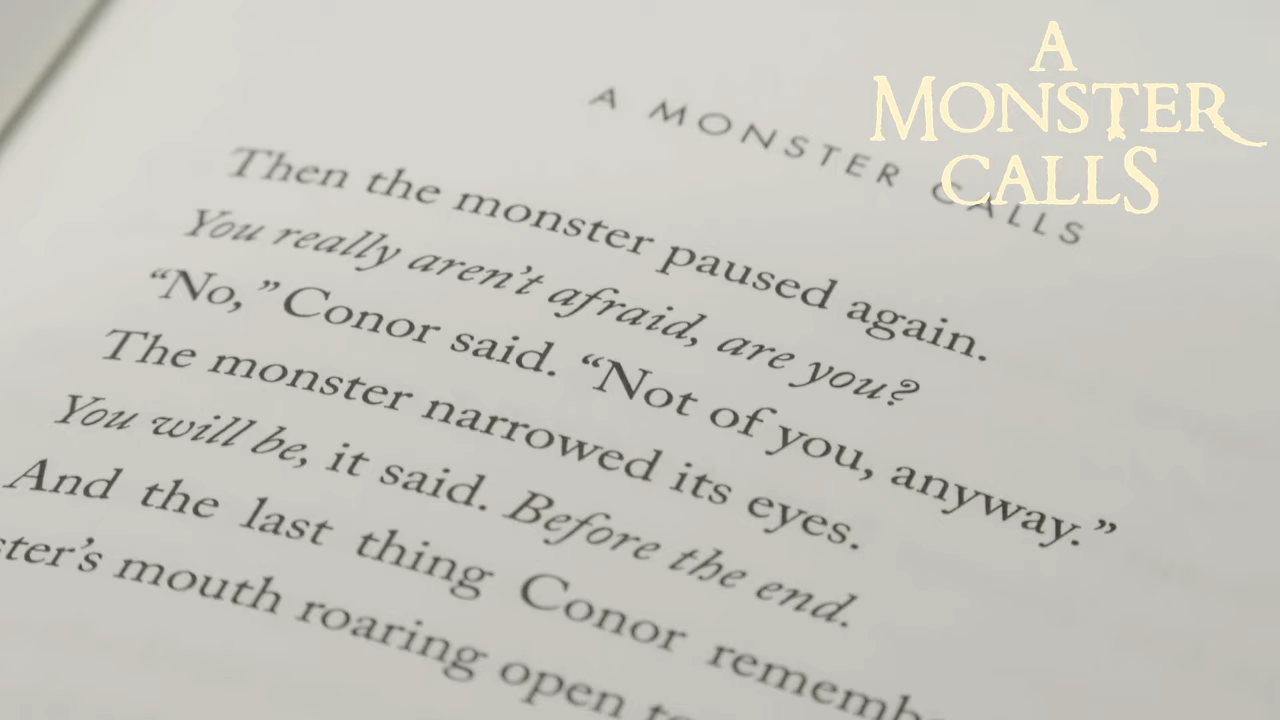 A
MONSTER
CALLS
A MONSTER CALLS
Then the monster paused again.
You really aren't afraid, are you?
“No,” Conor said. “Not of you, anyway.”
The monster narrowed its eyes.
You will be, it said. Before the end.
And the last thing Conor
ster’s mouth roaring open